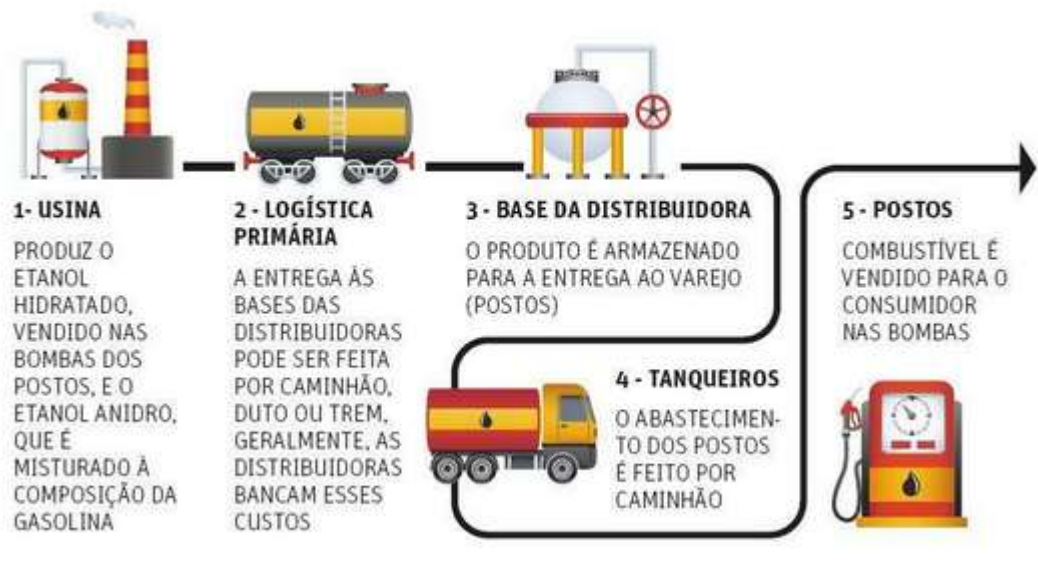 1- USINA
PRODUZ O
ETANOL
HIDRATADO,
VENDIDO NAS
BOMBAS DOS
POSTOS, E O
ETANOL ANIDRO,
QUE É
MISTURADO À
COMPOSIÇÃO DA
GASOLINA
2 - LOGÍSTICA
PRIMÁRIA
A ENTREGA ÀS
BASES DAS
DISTRIBUIDORAS
PODE SER FEITA
POR CAMINHÃO,
DUTO OU TREM,
GERALMENTE, AS
DISTRIBUIDORAS
BANCAM ESSES
CUSTOS
3 - BASE DA DISTRIBUIDORA
O PRODUTO É ARMAZENADO
PARA A ENTREGA AO VAREJO
(POSTOS)
4 - TANQUEIROS
O ABASTECIMEN-
TO DOS POSTOS
É FEITO POR
CAMINHÃO
5 - POSTOS
COMBUSTÍVEL É
VENDIDO PARA O
CONSUMIDOR
NAS BOMBAS